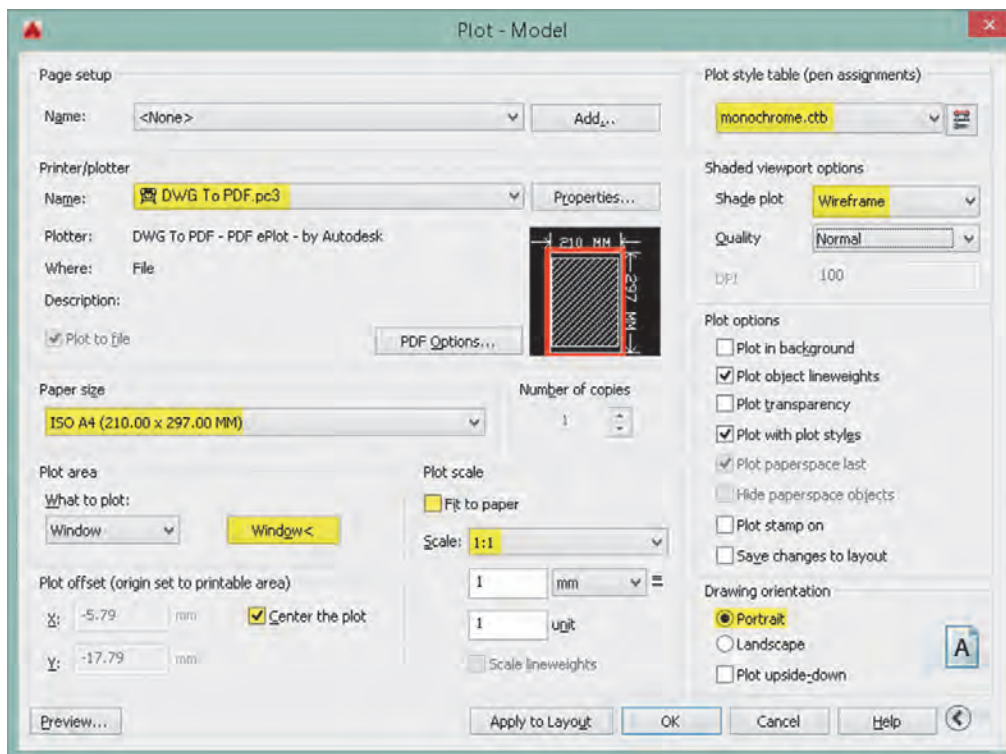 Plot - Model
Page setup
Name: <None> Add...
Printer/plotter
Name: DWG To PDF.pc3 Properties...
Plotter: DWG To PDF - PDF ePlot - by Autodesk
Where: File
Description:
Plot to file
PDF Options...
210 MM
297 MM
Paper size
ISO A4 (210.00 x 297.00 MM)
Number of copies
1
Plot area
What to plot:
Window Window<
Plot offset (origin set to printable area)
X: -5.79 mm Center the plot
Y: -17.79 mm
Plot scale
Fit to paper
Scale: 1:1
1 mm =
1 unit
Scale lineweights
Plot style table (pen assignments)
monochrome.ctb
Shaded viewport options
Shade plot Wireframe
Quality Normal
DPI 100
Plot options
Plot in background
Plot object lineweights
Plot transparency
Plot with plot styles
Plot paperspace last
Hide paperspace objects
Plot stamp on
Save changes to layout
Drawing orientation
Portrait
Landscape
Plot upside-down
A
Preview... Apply to Layout OK Cancel Help